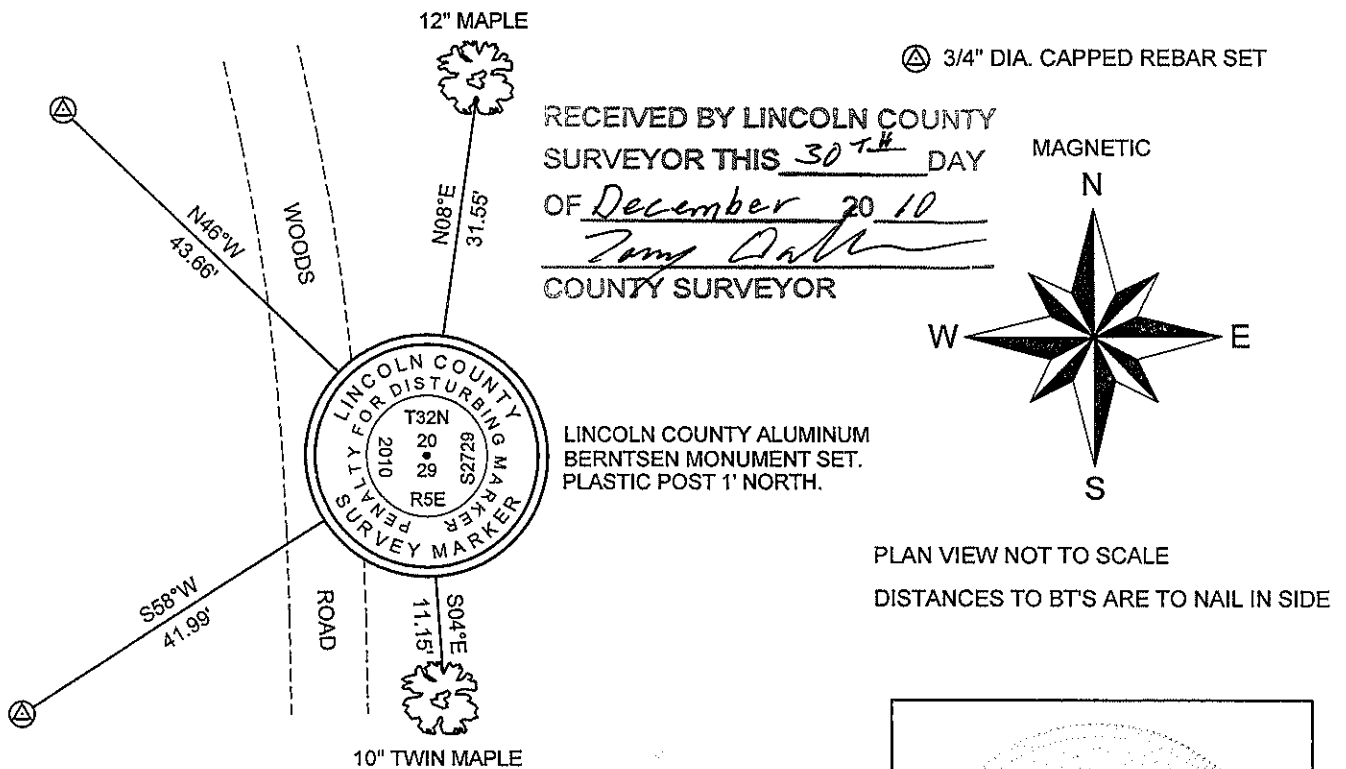 12" MAPLE
3/4" DIA. CAPPED REBAR SET
RECEIVED BY LINCOLN COUNTY
SURVEYOR THIS 30TH DAY
OF December 20 10
COUNTY SURVEYOR
MAGNETIC
N
W E
S
N46°W
43.66'
WOODS
N08°E
31.55'
LINCOLN COUNTY
SURVEY MARKER
PENALTY FOR DISTURBING MARKER
T32N
20
29
R5E
2010
S2729
LINCOLN COUNTY ALUMINUM
BERNTSEN MONUMENT SET.
PLASTIC POST 1' NORTH.
S58°W
41.99'
ROAD
S04°E
11.15'
10" TWIN MAPLE
PLAN VIEW NOT TO SCALE
DISTANCES TO BT'S ARE TO NAIL IN SIDE